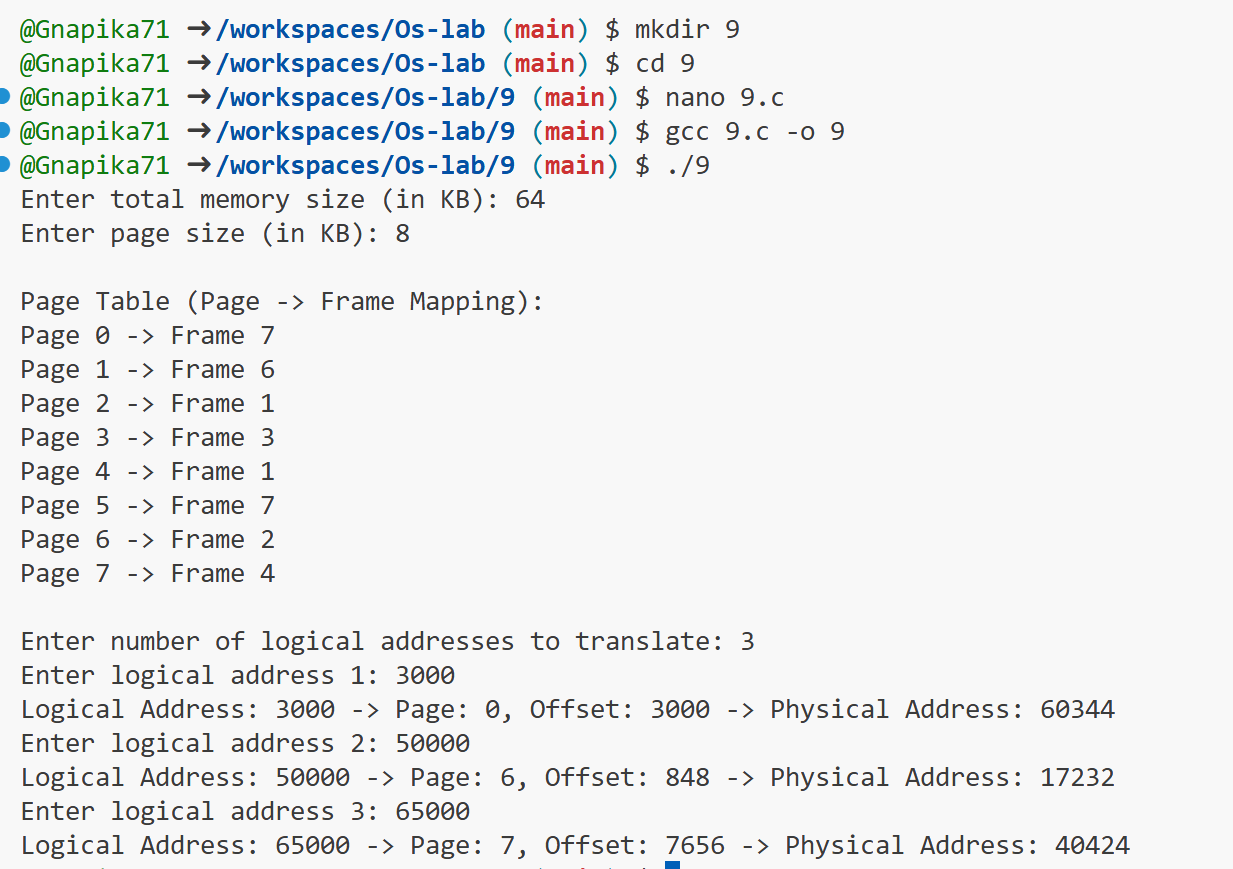 @Gnapika71 ➜/workspaces/Os-lab (main) $ mkdir 9
@Gnapika71 ➜/workspaces/Os-lab (main) $ cd 9
@Gnapika71 ➜/workspaces/Os-lab/9 (main) $ nano 9.c
@Gnapika71 ➜/workspaces/Os-lab/9 (main) $ gcc 9.c -o 9
@Gnapika71 ➜/workspaces/Os-lab/9 (main) $ ./9
Enter total memory size (in KB): 64
Enter page size (in KB): 8
Page Table (Page -> Frame Mapping):
Page 0 -> Frame 7
Page 1 -> Frame 6
Page 2 -> Frame 1
Page 3 -> Frame 3
Page 4 -> Frame 1
Page 5 -> Frame 7
Page 6 -> Frame 2
Page 7 -> Frame 4
Enter number of logical addresses to translate: 3
Enter logical address 1: 3000
Logical Address: 3000 -> Page: 0, Offset: 3000 -> Physical Address: 60344
Enter logical address 2: 50000
Logical Address: 50000 -> Page: 6, Offset: 848 -> Physical Address: 17232
Enter logical address 3: 65000
Logical Address: 65000 -> Page: 7, Offset: 7656 -> Physical Address: 40424